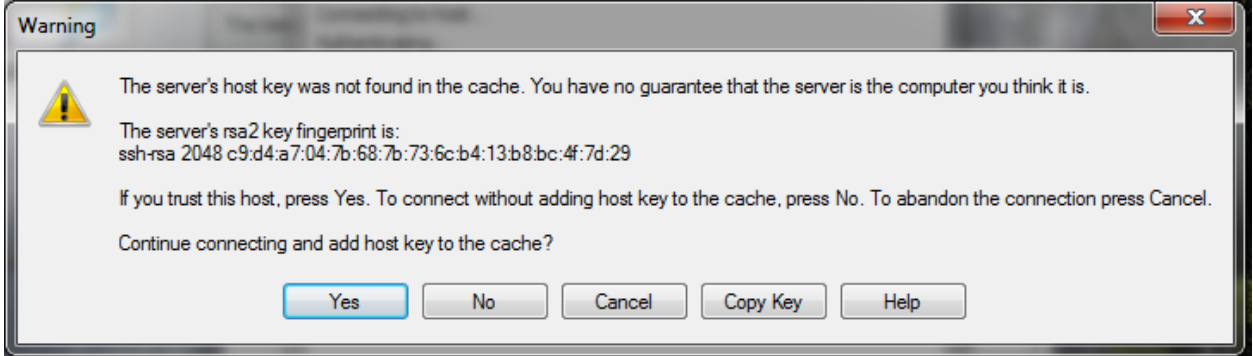 Warning
The server's host key was not found in the cache. You have no guarantee that the server is the computer you think it is.
The server's rsa2 key fingerprint is:
ssh-rsa 2048 c9:d4:a7:04:7b:68:7b:73:6c:b4:13:b8:bc:4f:7d:29
If you trust this host, press Yes. To connect without adding host key to the cache, press No. To abandon the connection press Cancel.
Continue connecting and add host key to the cache?
Yes No Cancel Copy Key Help